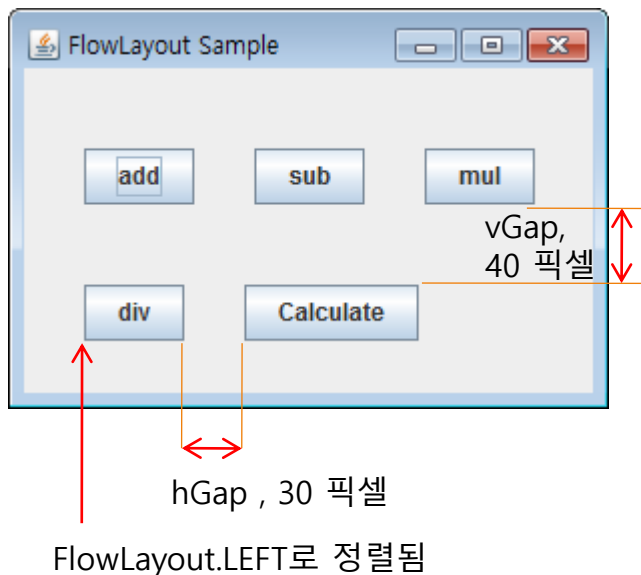 FlowLayout Sample
add sub mul
vGap,
40 픽셀
div Calculate
hGap , 30 픽셀
FlowLayout.LEFT로 정렬됨